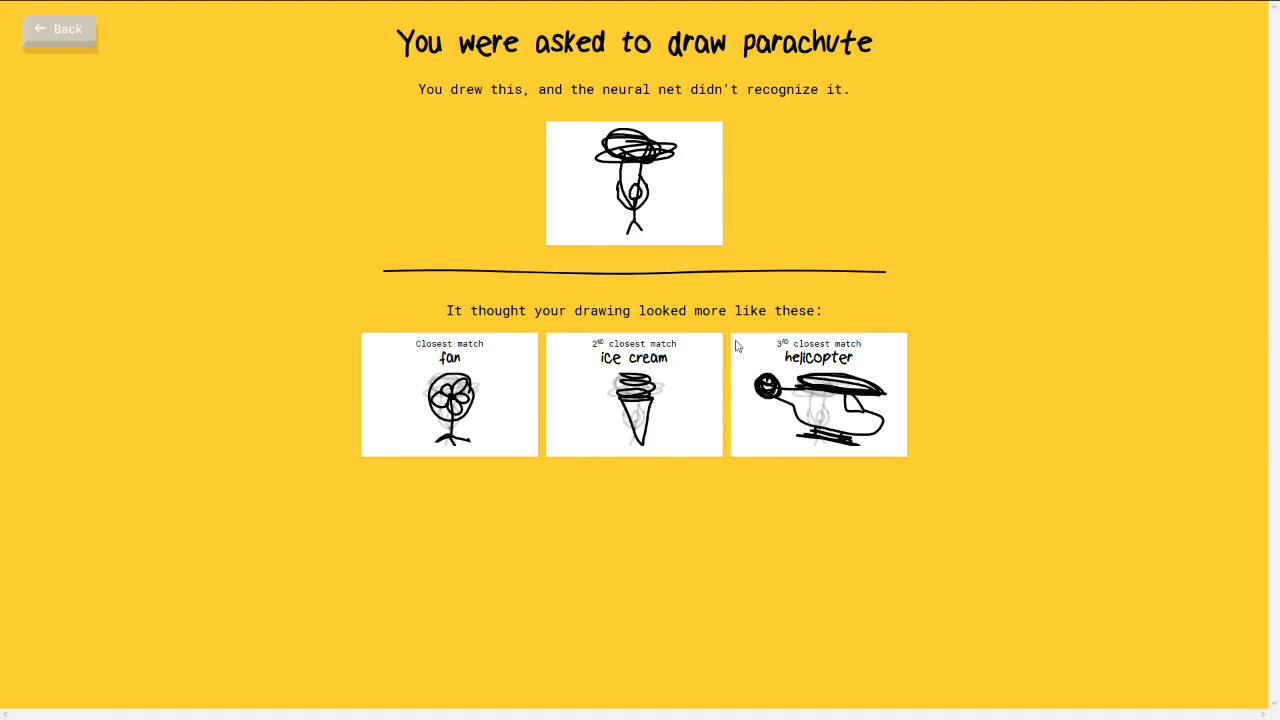 ← Back
You were asked to draw parachute
You drew this, and the neural net didn't recognize it.
It thought your drawing looked more like these:
Closest match
fan
2ND closest match
ice cream
3RD closest match
helicopter